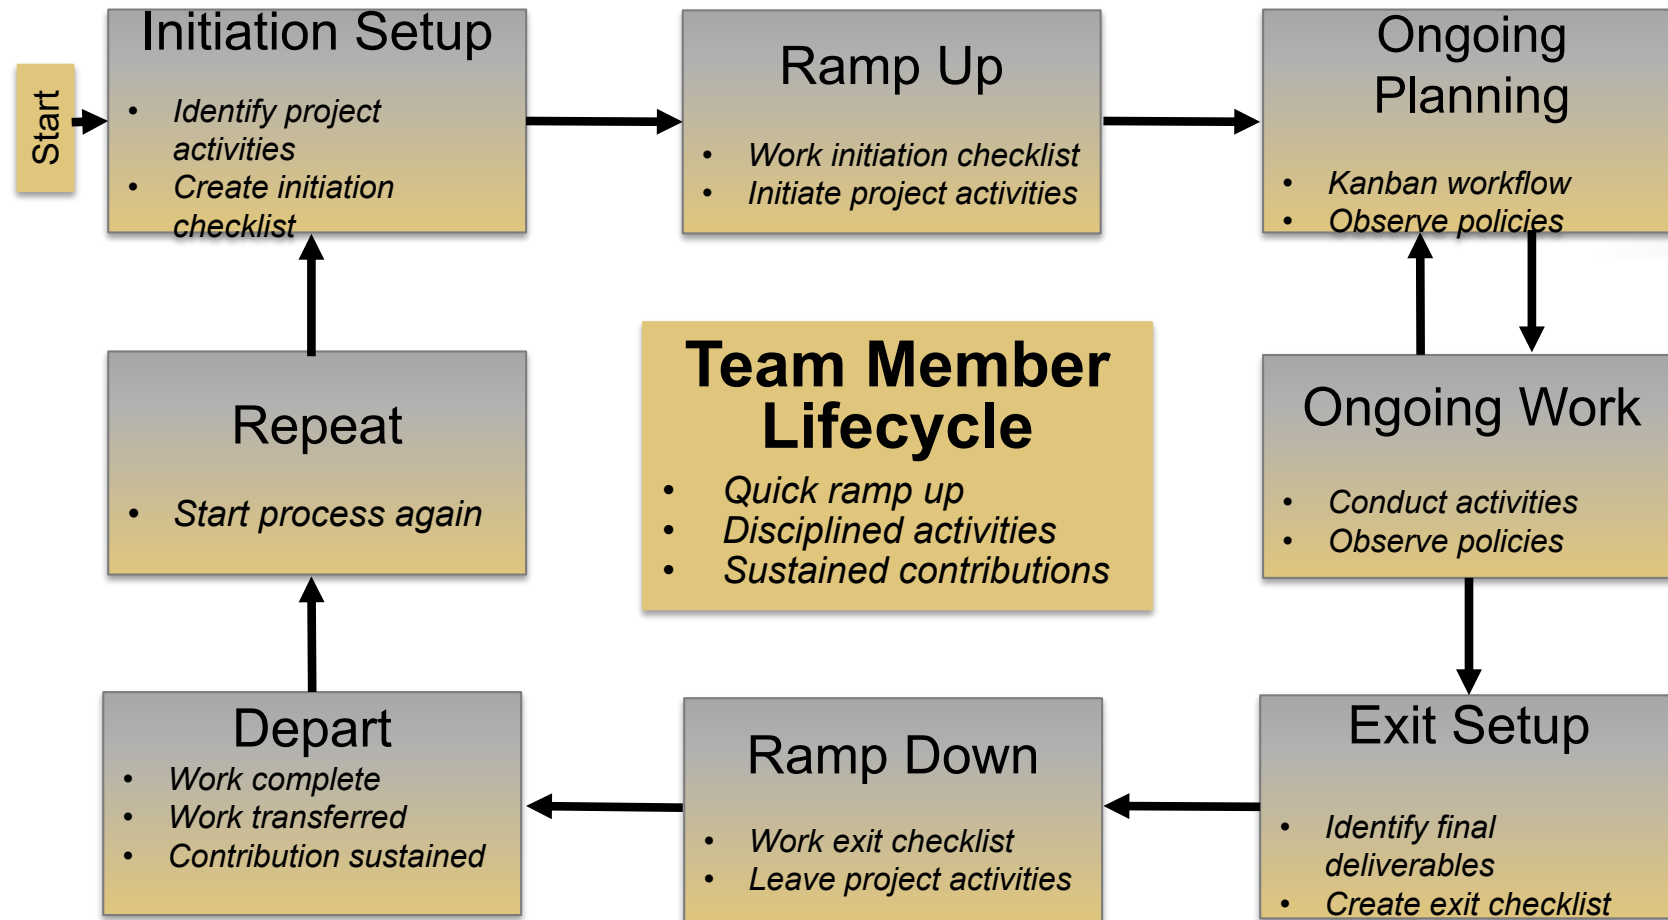 Start
Initiation Setup
• Identify project
activities
• Create initiation
checklist
Ramp Up
• Work initiation checklist
• Initiate project activities
Ongoing
Planning
• Kanban workflow
• Observe policies
Repeat
• Start process again
Team Member
Lifecycle
• Quick ramp up
• Disciplined activities
• Sustained contributions
Ongoing Work
• Conduct activities
• Observe policies
Depart
• Work complete
• Work transferred
• Contribution sustained
Ramp Down
• Work exit checklist
• Leave project activities
Exit Setup
• Identify final
deliverables
• Create exit checklist